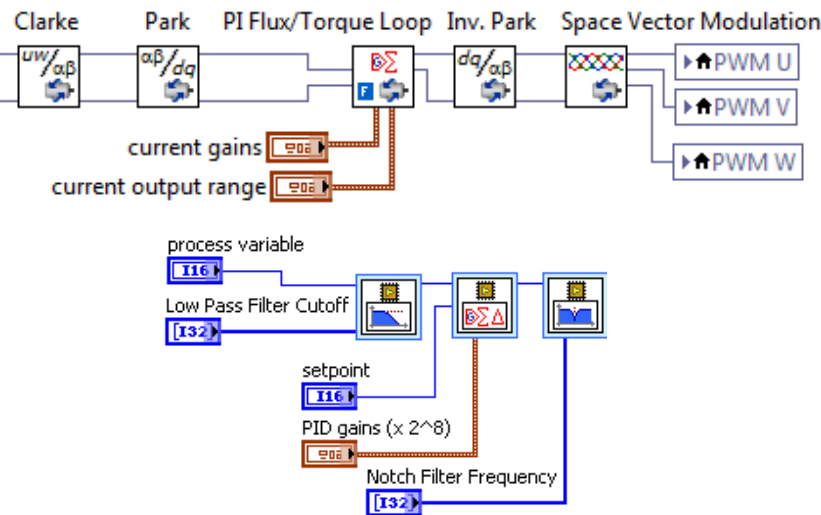 Clarke Park PI Flux/Torque Loop Inv. Park Space Vector Modulation
uw/αβ αβ/dq DΣ dq/αβ PWM U
F
PWM V
current gains
PWM W
current output range
process variable
I16
Low Pass Filter Cutoff
[I32]
DΣΔ
setpoint
I16
PID gains (x 2^8)
Notch Filter Frequency
[I32]